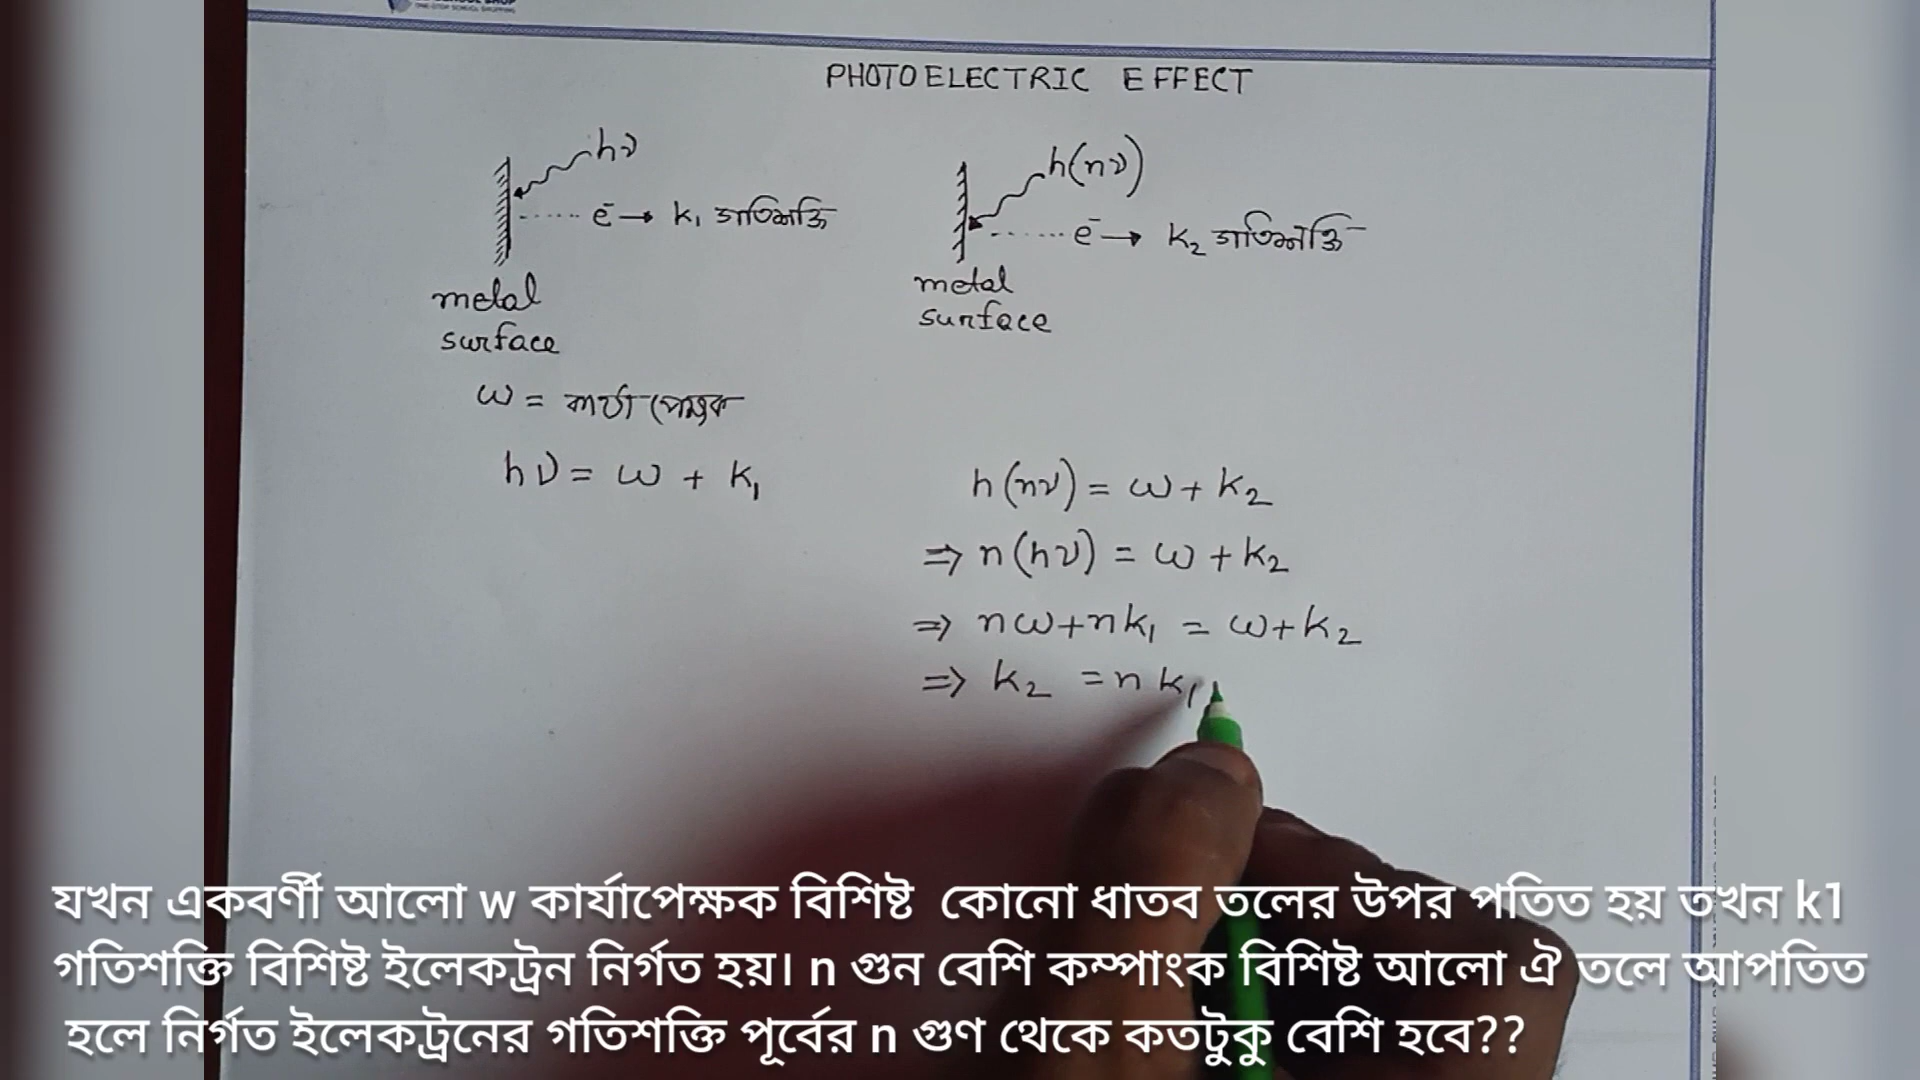 PHOTOELECTRIC EFFECT
hν
e⁻ → K₁ গতিশক্তি
metal
surface
h(nν)
e⁻ → K₂ গতিশক্তি
metal
surface
ω = কার্যাপেক্ষক
hν = ω + K₁
h(nν) = ω + K₂
⇒ n(hν) = ω + K₂
⇒ nω + nK₁ = ω + K₂
⇒ K₂ = n K₁
যখন একবর্ণী আলো w কার্যাপেক্ষক বিশিষ্ট কোনো ধাতব তলের উপর পতিত হয় তখন k1
গতিশক্তি বিশিষ্ট ইলেকট্রন নির্গত হয়। n গুন বেশি কম্পাংক বিশিষ্ট আলো ঐ তলে আপতিত
হলে নির্গত ইলেকট্রনের গতিশক্তি পূর্বের n গুণ থেকে কতটুকু বেশি হবে??